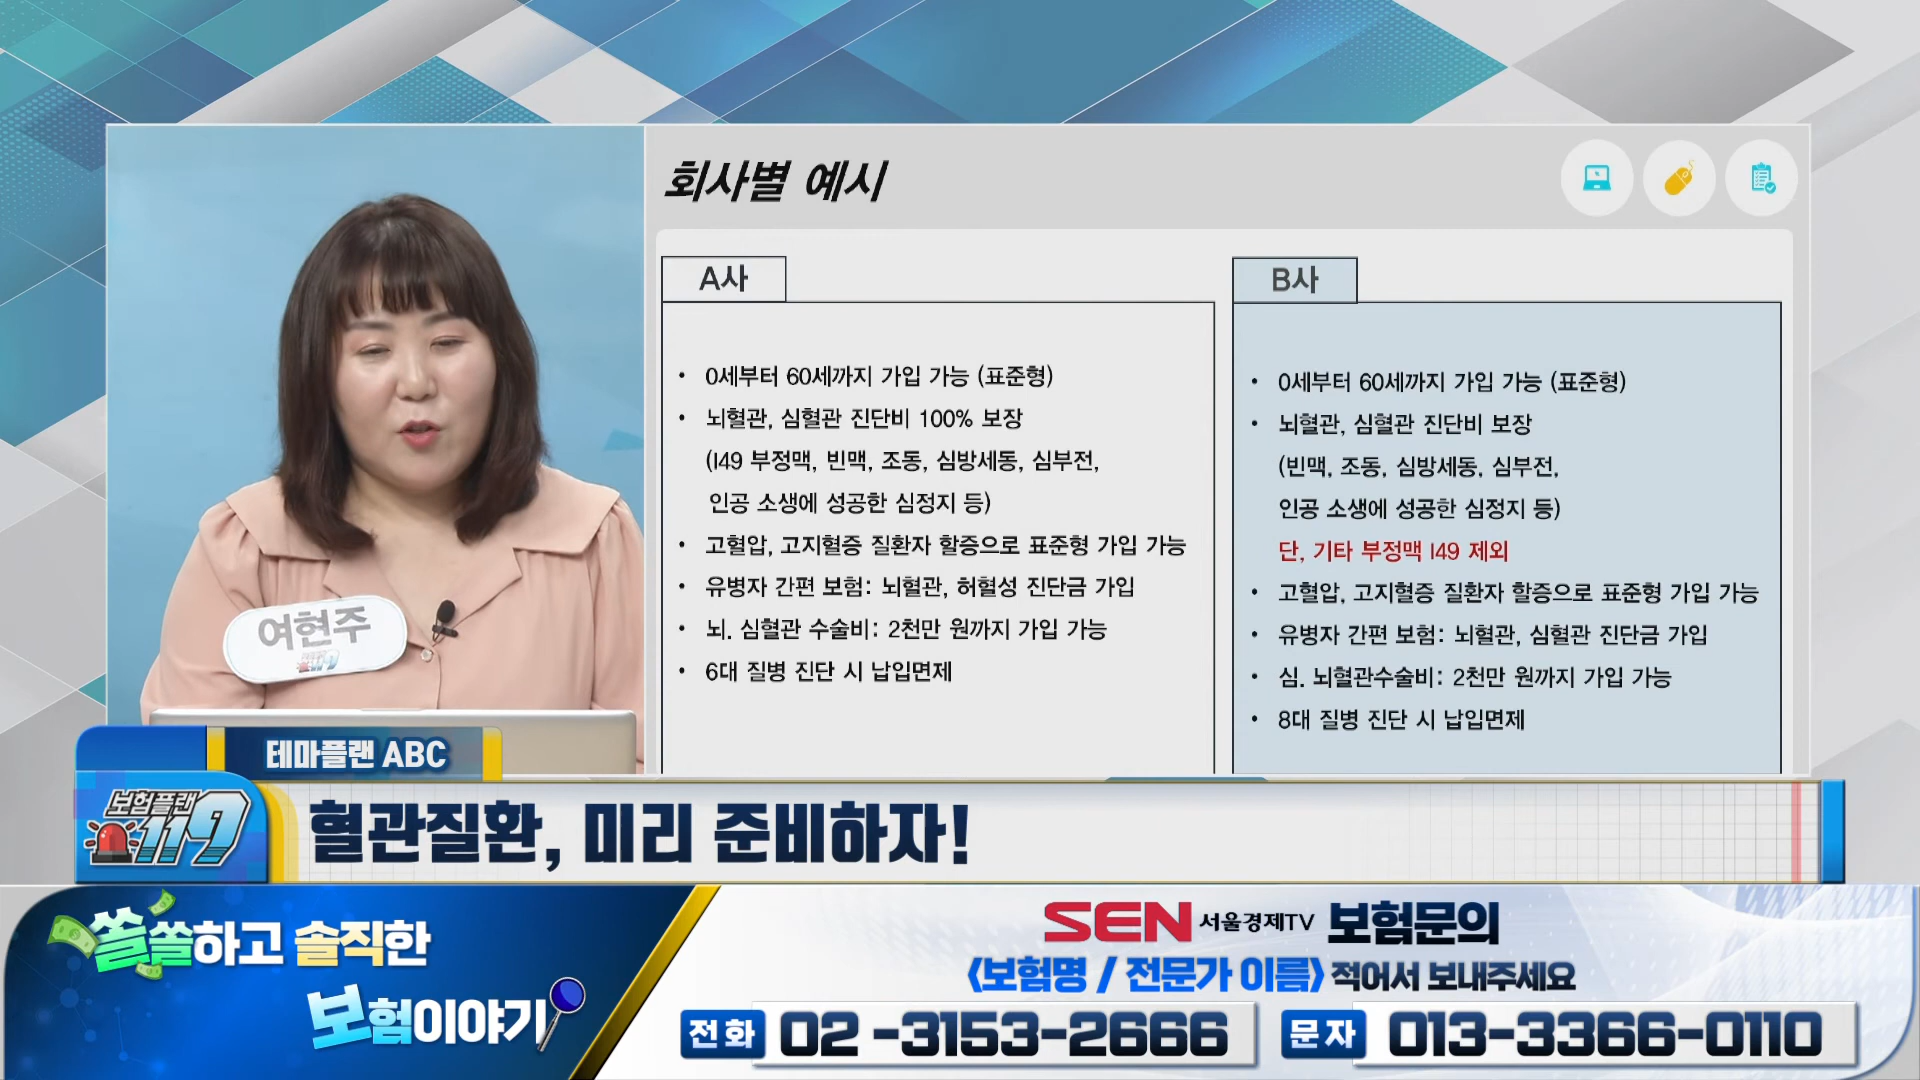 회사별 예시
A사
• 0세부터 60세까지 가입 가능 (표준형)
• 뇌혈관, 심혈관 진단비 100% 보장
(I49 부정맥, 빈맥, 조동, 심방세동, 심부전,
인공 소생에 성공한 심정지 등)
• 고혈압, 고지혈증 질환자 할증으로 표준형 가입 가능
• 유병자 간편 보험: 뇌혈관, 허혈성 진단금 가입
• 뇌. 심혈관 수술비: 2천만 원까지 가입 가능
• 6대 질병 진단 시 납입면제
B사
• 0세부터 60세까지 가입 가능 (표준형)
• 뇌혈관, 심혈관 진단비 보장
(빈맥, 조동, 심방세동, 심부전,
인공 소생에 성공한 심정지 등)
단, 기타 부정맥 I49 제외
• 고혈압, 고지혈증 질환자 할증으로 표준형 가입 가능
• 유병자 간편 보험: 뇌혈관, 심혈관 진단금 가입
• 심. 뇌혈관수술비: 2천만 원까지 가입 가능
• 8대 질병 진단 시 납입면제
여현주
테마플랜 ABC
보험플랜
119
혈관질환, 미리 준비하자!
쏠쏠하고 솔직한
보험이야기
SEN 서울경제TV 보험문의
〈보험명 / 전문가 이름〉 적어서 보내주세요
전화 02-3153-2666 문자 013-3366-0110